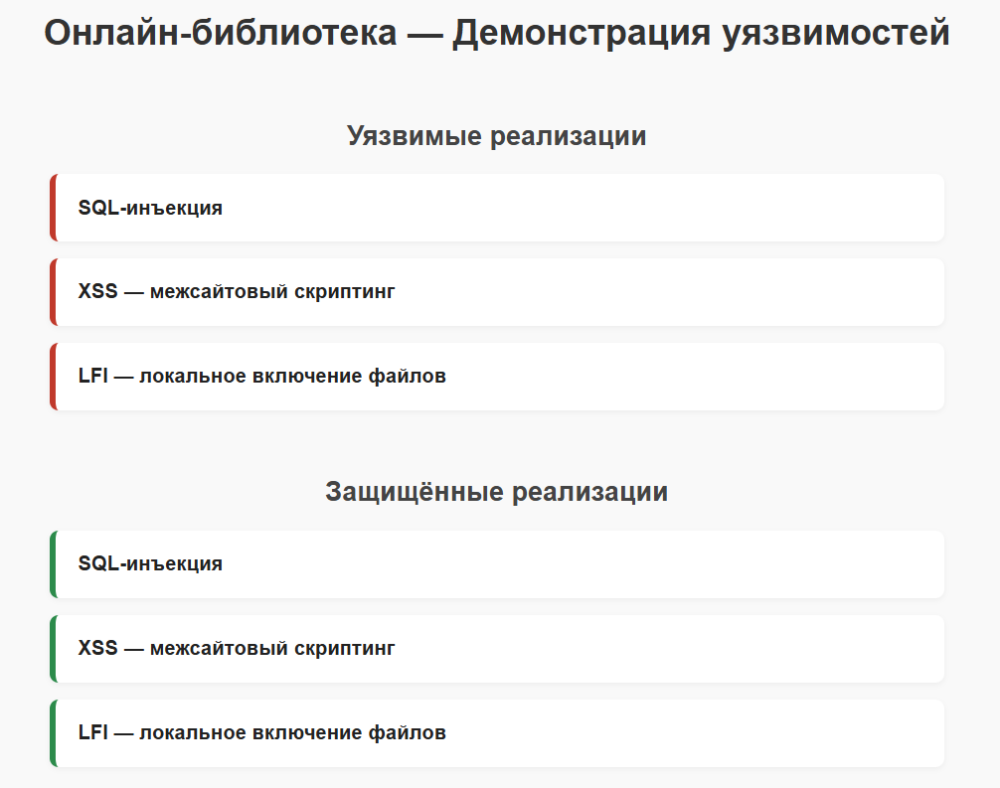 Онлайн-библиотека — Демонстрация уязвимостей
Уязвимые реализации
SQL-инъекция
XSS — межсайтовый скриптинг
LFI — локальное включение файлов
Защищённые реализации
SQL-инъекция
XSS — межсайтовый скриптинг
LFI — локальное включение файлов